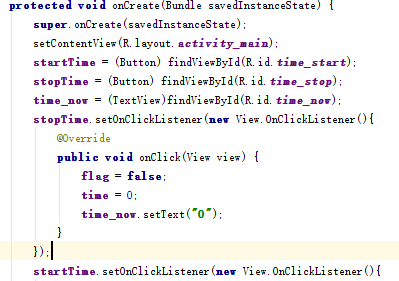 protected void onCreate(Bundle savedInstanceState) {
    super.onCreate(savedInstanceState);
    setContentView(R.layout.activity_main);
    startTime = (Button) findViewById(R.id.time_start);
    stopTime = (Button) findViewById(R.id.time_stop);
    time_now = (TextView)findViewById(R.id.time_now);
    stopTime.setOnClickListener(new View.OnClickListener(){
        @Override
        public void onClick(View view) {
            flag = false;
            time = 0;
            time_now.setText("0");
        }
    });
    startTime.setOnClickListener(new View.OnClickListener(){